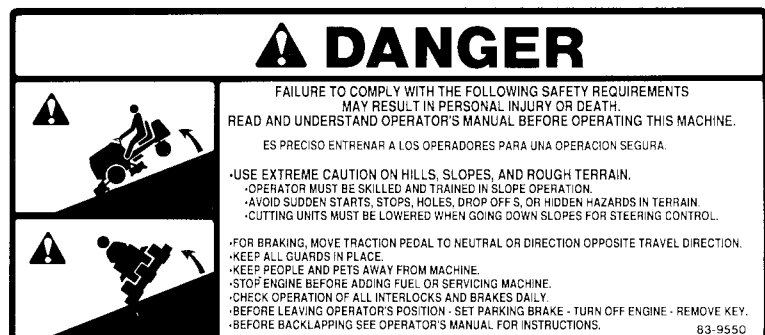 DANGER
FAILURE TO COMPLY WITH THE FOLLOWING SAFETY REQUIREMENTS
MAY RESULT IN PERSONAL INJURY OR DEATH.
READ AND UNDERSTAND OPERATOR'S MANUAL BEFORE OPERATING THIS MACHINE.
ES PRECISO ENTRENAR A LOS OPERADORES PARA UNA OPERACION SEGURA.
•USE EXTREME CAUTION ON HILLS, SLOPES, AND ROUGH TERRAIN.
•OPERATOR MUST BE SKILLED AND TRAINED IN SLOPE OPERATION.
•AVOID SUDDEN STARTS, STOPS, HOLES, DROP OFF S, OR HIDDEN HAZARDS IN TERRAIN.
•CUTTING UNITS MUST BE LOWERED WHEN GOING DOWN SLOPES FOR STEERING CONTROL.
•FOR BRAKING, MOVE TRACTION PEDAL TO NEUTRAL OR DIRECTION OPPOSITE TRAVEL DIRECTION.
•KEEP ALL GUARDS IN PLACE.
•KEEP PEOPLE AND PETS AWAY FROM MACHINE.
•STOP ENGINE BEFORE ADDING FUEL OR SERVICING MACHINE.
•CHECK OPERATION OF ALL INTERLOCKS AND BRAKES DAILY.
•BEFORE LEAVING OPERATOR'S POSITION - SET PARKING BRAKE - TURN OFF ENGINE - REMOVE KEY.
•BEFORE BACKLAPPING SEE OPERATOR'S MANUAL FOR INSTRUCTIONS.
83-9550